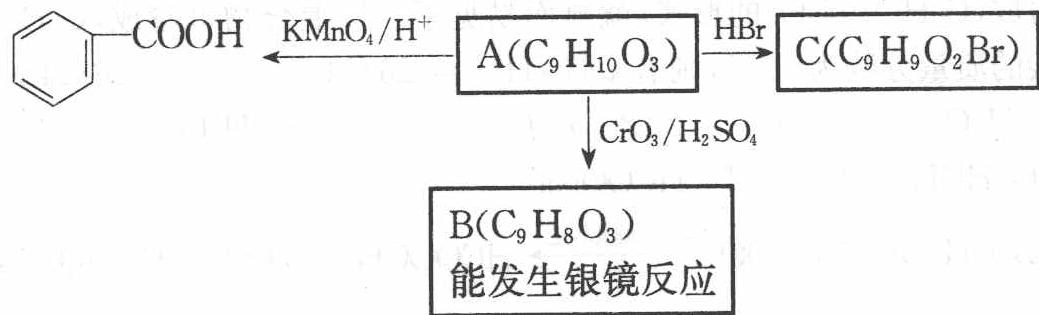 COOH
KMnO₄/H⁺
A(C₉H₁₀O₃)
HBr
C(C₉H₉O₂Br)
CrO₃/H₂SO₄
B(C₉H₈O₃)
能发生银镜反应